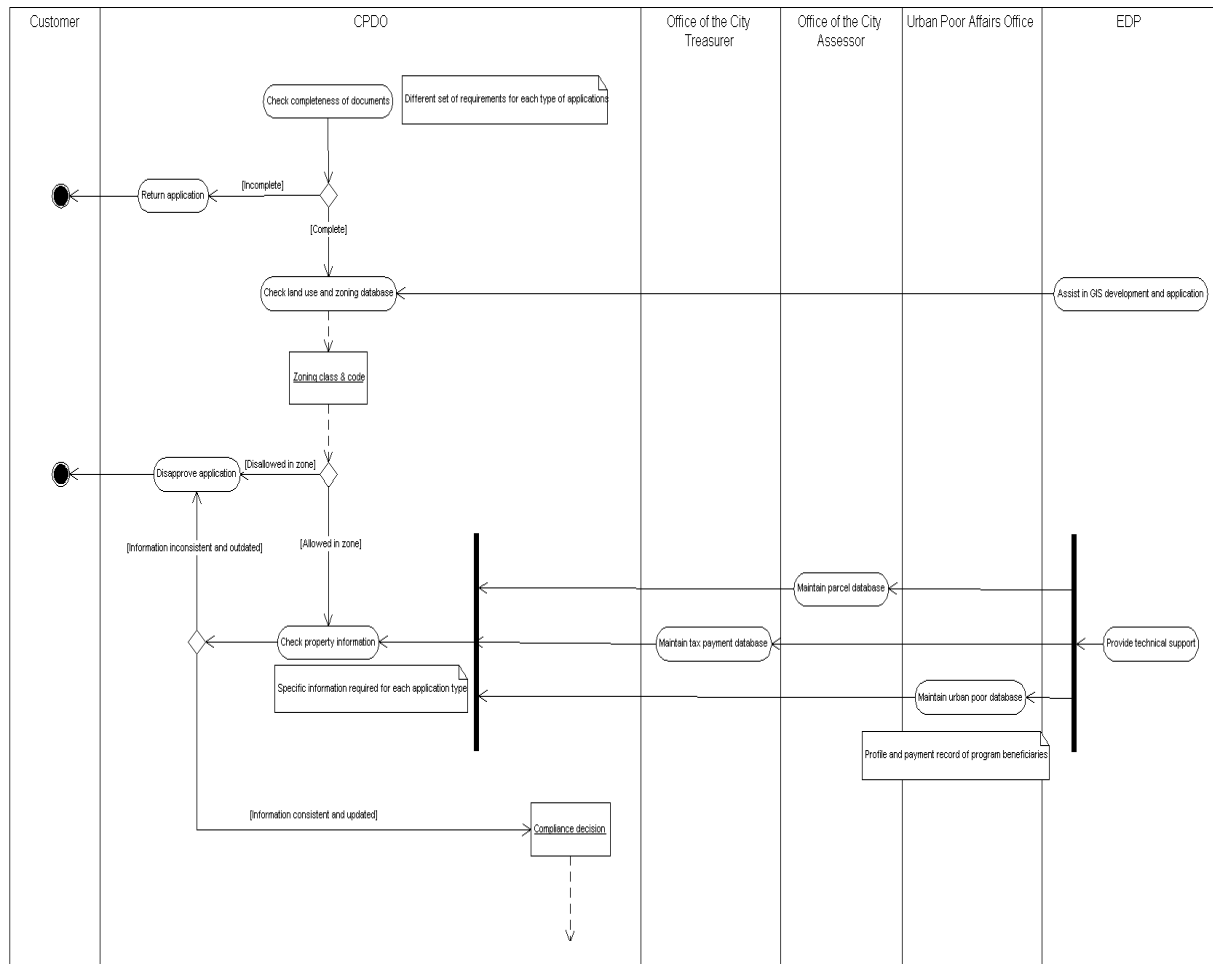 Customer
CPDO
Office of the City
Treasurer
Office of the City
Assessor
Urban Poor Affairs Office
EDP
Check completeness of documents
Different set of requirements for each type of applications
[Incomplete]
Return application
[Complete]
Check land use and zoning database
Assist in GIS development and application
Zoning class & code
[Disallowed in zone]
Disapprove application
[Information inconsistent and outdated]
[Allowed in zone]
Maintain parcel database
Check property information
Maintain tax payment database
Provide technical support
Specific information required for each application type
Maintain urban poor database
Profile and payment record of program beneficiaries
[Information consistent and updated]
Compliance decision